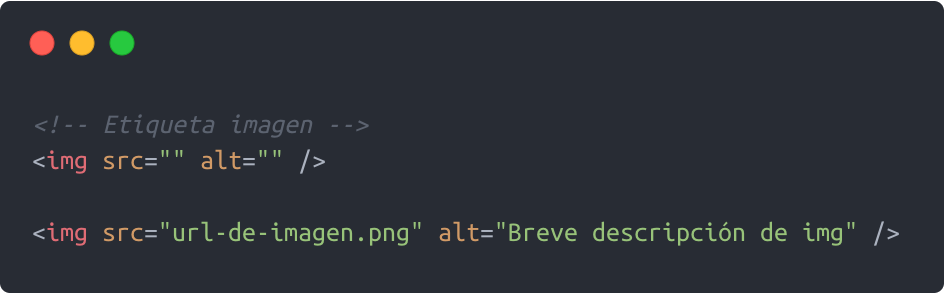 <!-- Etiqueta imagen -->
<img src="" alt="" />
<img src="url-de-imagen.png" alt="Breve descripción de img" />